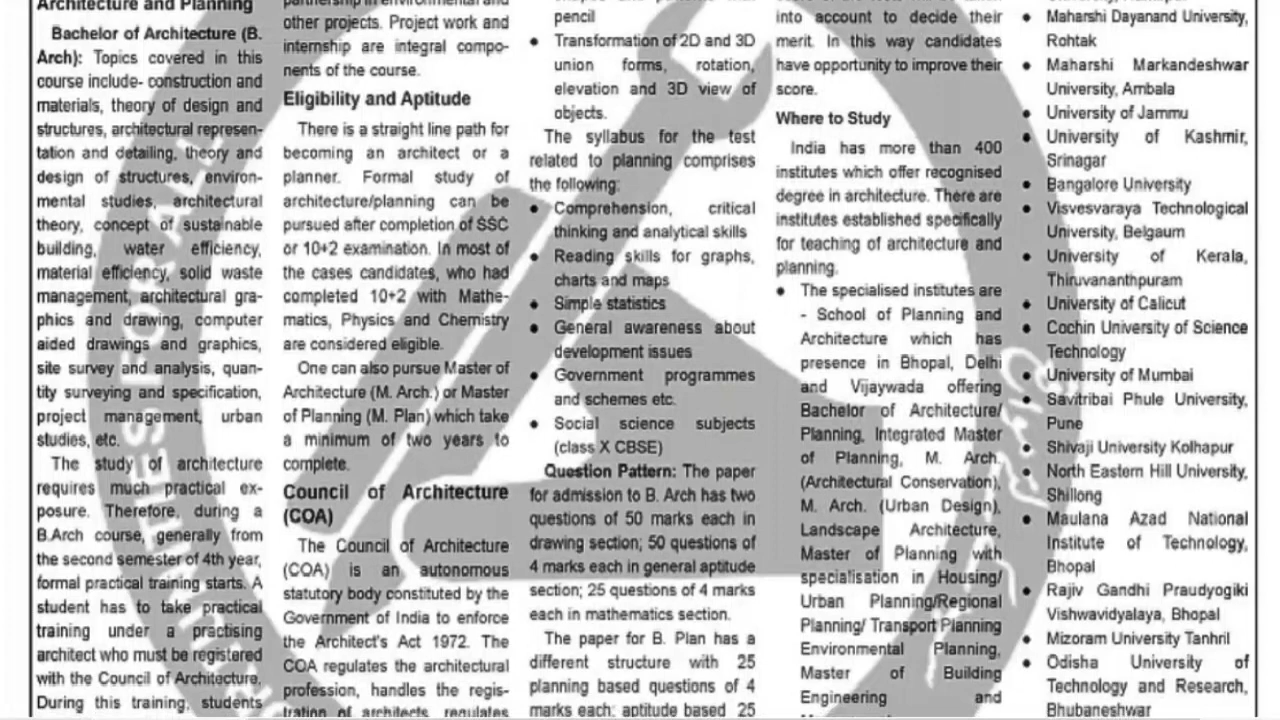 Architecture and Planning
Bachelor of Architecture (B.
Arch): Topics covered in this
course include- construction and
materials, theory of design and
structures, architectural represen-
tation and detailing, theory and
design of structures, environ-
mental studies, architectural
theory, concept of sustainable
building, water efficiency,
material efficiency, solid waste
management, architectural gra-
phics and drawing, computer
aided drawings and graphics,
site survey and analysis, quan-
tity surveying and specification,
project management, urban
studies, etc.
The study of architecture
requires much practical ex-
posure. Therefore, during a
B.Arch course, generally from
the second semester of 4th year,
formal practical training starts. A
student has to take practical
training under a practising
architect who must be registered
with the Council of Architecture,
During this training, students
partnership in environmental and
other projects. Project work and
internship are integral compo-
nents of the course.
Eligibility and Aptitude
There is a straight line path for
becoming an architect or a
planner. Formal study of
architecture/planning can be
pursued after completion of SSC
or 10+2 examination. In most of
the cases candidates, who had
completed 10+2 with Mathe-
matics, Physics and Chemistry
are considered eligible.
One can also pursue Master of
Architecture (M. Arch.) or Master
of Planning (M. Plan) which take
a minimum of two years to
complete.
Council of Architecture
(COA)
The Council of Architecture
(COA) is an autonomous
statutory body constituted by the
Government of India to enforce
the Architect's Act 1972. The
COA regulates the architectural
profession, handles the regis-
tration of architects, regulates
pencil
• Transformation of 2D and 3D
union forms, rotation,
elevation and 3D view of
objects.
The syllabus for the test
related to planning comprises
the following:
• Comprehension, critical
thinking and analytical skills
• Reading skills for graphs,
charts and maps
• Simple statistics
• General awareness about
development issues
• Government programmes
and schemes etc.
• Social science subjects
(class X CBSE)
Question Pattern: The paper
for admission to B. Arch has two
questions of 50 marks each in
drawing section; 50 questions of
4 marks each in general aptitude
section; 25 questions of 4 marks
each in mathematics section.
The paper for B. Plan has a
different structure with 25
planning based questions of 4
marks each; aptitude based 25
into account to decide their
merit. In this way candidates
have opportunity to improve their
score.
Where to Study
India has more than 400
institutes which offer recognised
degree in architecture. There are
institutes established specifically
for teaching of architecture and
planning.
• The specialised institutes are
- School of Planning and
Architecture which has
presence in Bhopal, Delhi
and Vijaywada offering
Bachelor of Architecture/
Planning, Integrated Master
of Planning, M. Arch.
(Architectural Conservation),
M. Arch. (Urban Design),
Landscape Architecture,
Master of Planning with
specialisation in Housing/
Urban Planning/Regional
Planning/ Transport Planning
Environmental Planning,
Master of Building
Engineering and
• Maharshi Dayanand University,
Rohtak
• Maharshi Markandeshwar
University, Ambala
• University of Jammu
• University of Kashmir,
Srinagar
• Bangalore University
• Visvesvaraya Technological
University, Belgaum
• University of Kerala,
Thiruvananthpuram
• University of Calicut
• Cochin University of Science
Technology
• University of Mumbai
• Savitribai Phule University,
Pune
• Shivaji University Kolhapur
• North Eastern Hill University,
Shillong
• Maulana Azad National
Institute of Technology,
Bhopal
• Rajiv Gandhi Praudyogiki
Vishwavidyalaya, Bhopal
• Mizoram University Tanhril
• Odisha University of
Technology and Research,
Bhubaneshwar